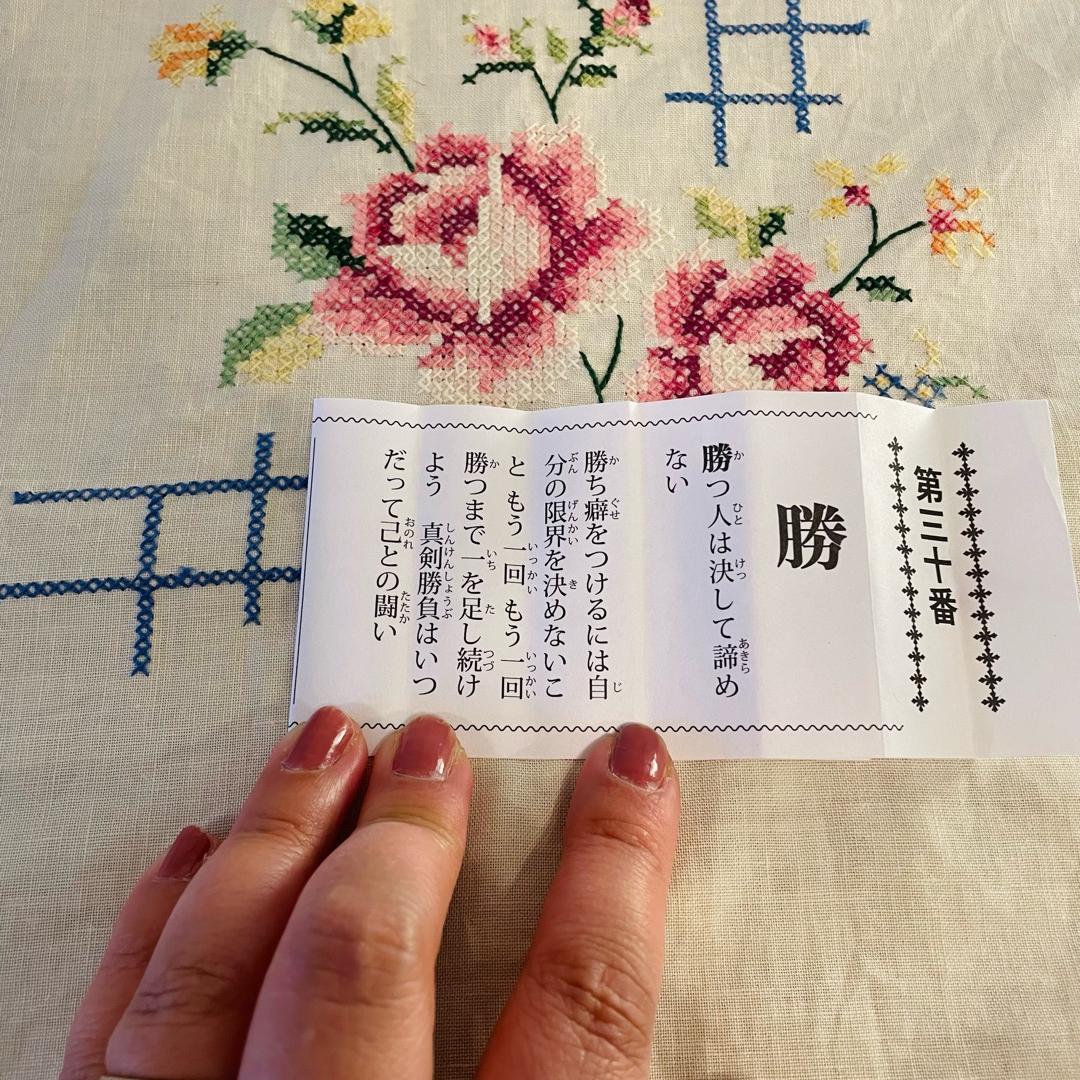 第三十番
勝
勝つ人は決して諦め
ない
勝ち癖をつけるには自
分の限界を決めないこ
と もう一回 もう一回
勝つまで一を足し続け
よう 真剣勝負はいつ
だって己との闘い